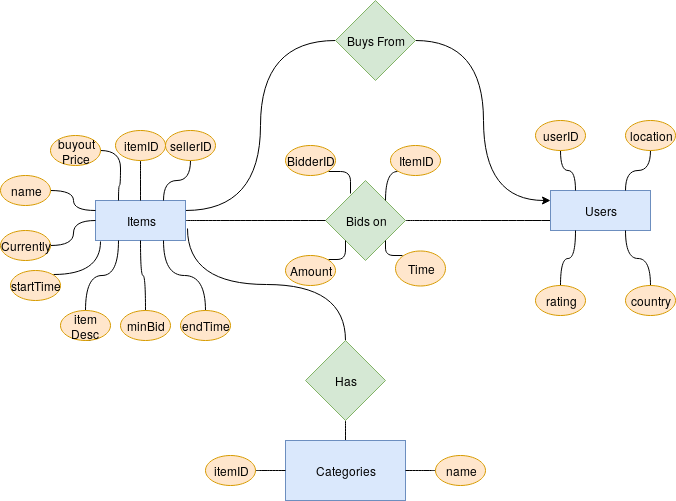 Buys From
buyout
Price
itemID
sellerID
BidderID
ItemID
userID
location
name
Items
Bids on
Users
Currently
startTime
Amount
Time
item
Desc
minBid
endTime
rating
country
Has
itemID
Categories
name